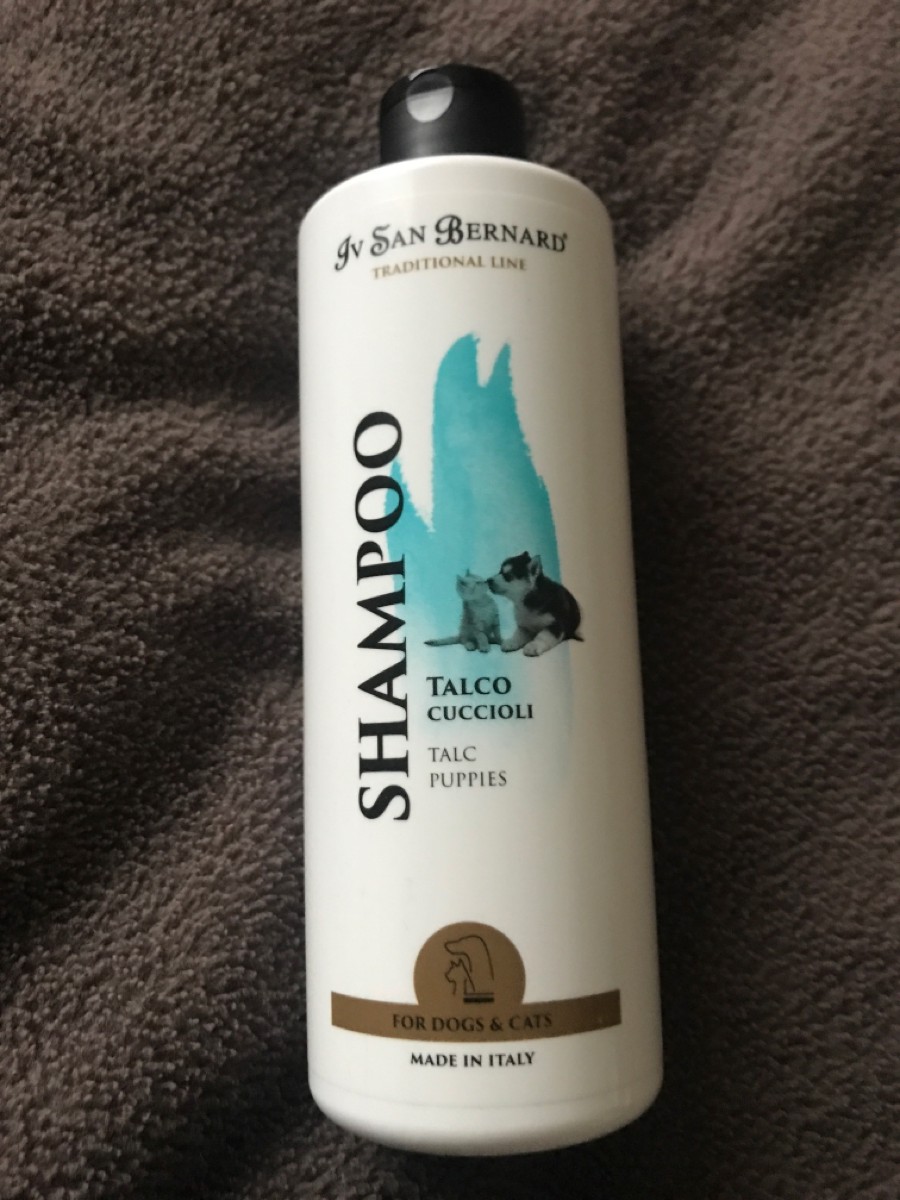 Iv San Bernard®
TRADITIONAL LINE
SHAMPOO
TALCO
CUCCIOLI
TALC
PUPPIES
FOR DOGS & CATS
MADE IN ITALY